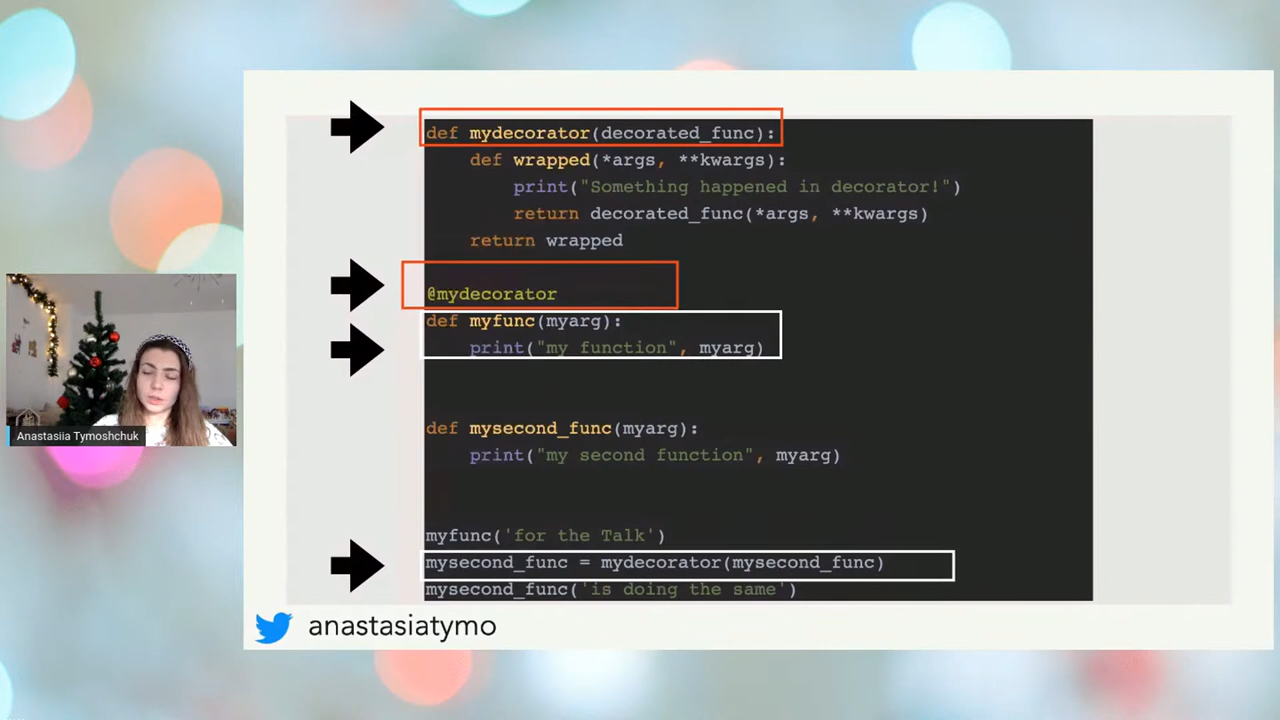 def mydecorator(decorated_func):
def wrapped(*args, **kwargs):
print("Something happened in decorator!")
return decorated_func(*args, **kwargs)
return wrapped
@mydecorator
def myfunc(myarg):
print("my function", myarg)
def mysecond_func(myarg):
print("my second function", myarg)
myfunc('for the Talk')
mysecond_func = mydecorator(mysecond_func)
mysecond_func('is doing the same')
Anastasiia Tymoshchuk
anastasiatymo